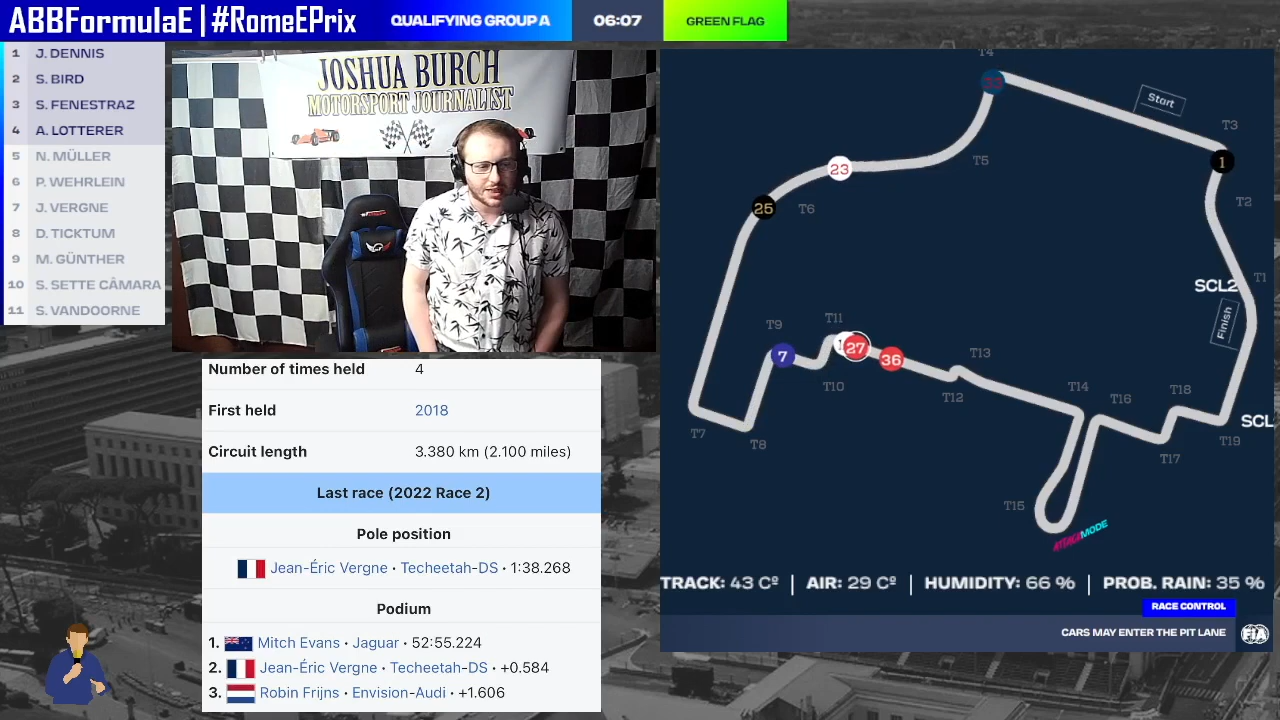 ABBFormulaE | #RomeEPrix
QUALIFYING GROUP A
06:07
GREEN FLAG
1 J. DENNIS
2 S. BIRD
3 S. FENESTRAZ
4 A. LOTTERER
5 N. MÜLLER
6 P. WEHRLEIN
7 J. VERGNE
8 D. TICKTUM
9 M. GÜNTHER
10 S. SETTE CÂMARA
11 S. VANDOORNE
JOSHUA BURCH
MOTORSPORT JOURNALIST
Number of times held 4
First held 2018
Circuit length 3.380 km (2.100 miles)
Last race (2022 Race 2)
Pole position
Jean-Éric Vergne · Techeetah-DS · 1:38.268
Podium
1. Mitch Evans · Jaguar · 52:55.224
2. Jean-Éric Vergne · Techeetah-DS · +0.584
3. Robin Frijns · Envision-Audi · +1.606
T4
Start
T3
1
T5
23
T2
25
T6
T1
SCL2
Finish
T9
T11
7
27
36
T13
T10
T12
T14
T16
T18
SCL
T7
T8
T19
T17
T15
ATTACK MODE
TRACK: 43 Cº | AIR: 29 Cº | HUMIDITY: 66 % | PROB. RAIN: 35 %
RACE CONTROL
CARS MAY ENTER THE PIT LANE
FIA